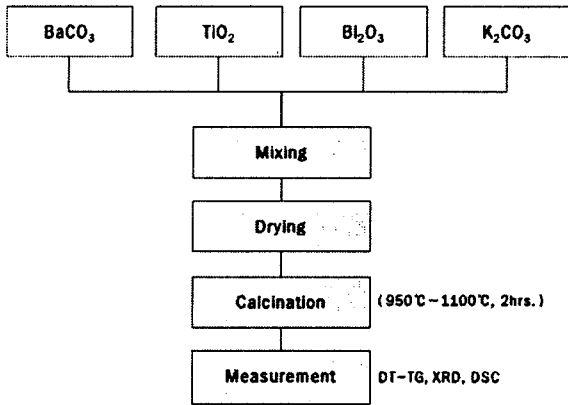 BaCO₃ TiO₂ Bi₂O₃ K₂CO₃
Mixing
Drying
Calcination (950℃~1100℃, 2hrs.)
Measurement DT-TG, XRD, DSC